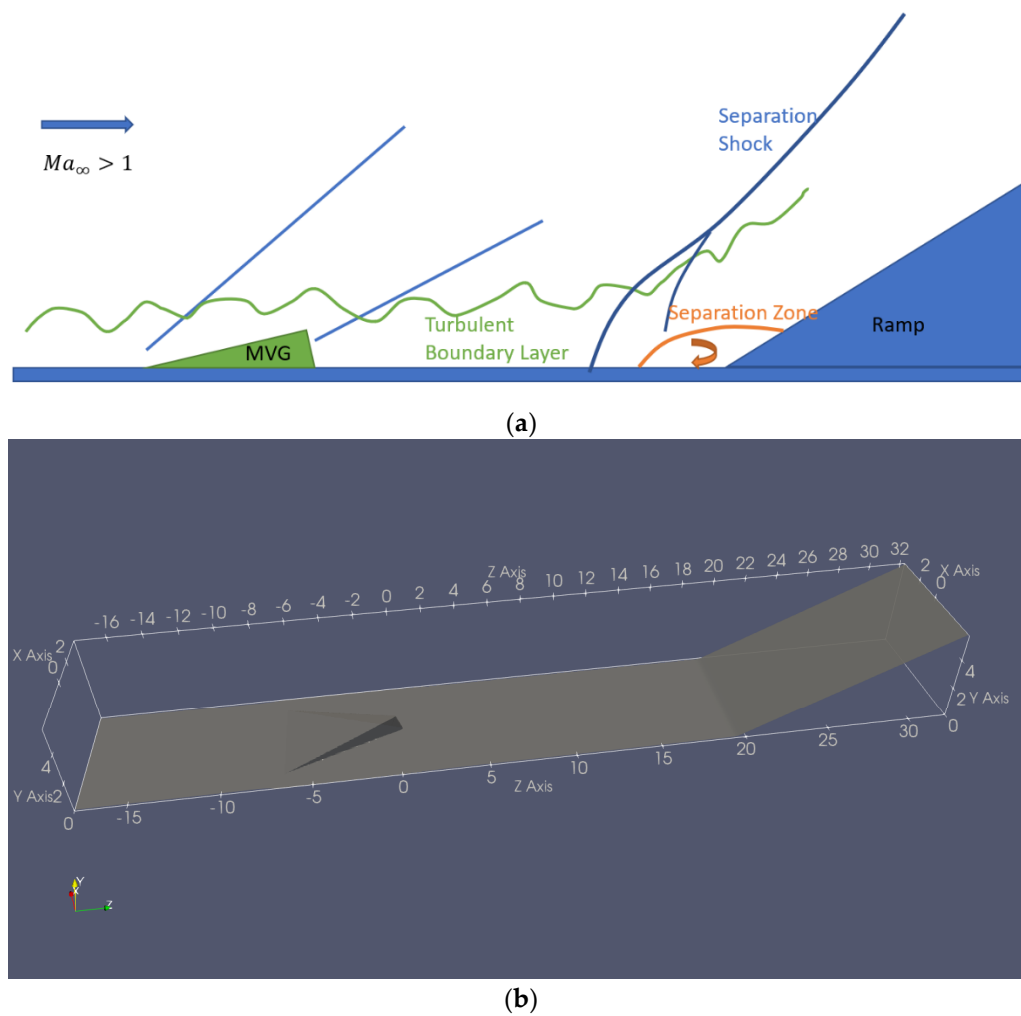 Separation
Shock
Ma∞ > 1
Separation Zone
Turbulent
Boundary Layer
MVG
Ramp
(a)
-16 -14 -12 -10 -8 -6 -4 -2 0 2 4 6 8 10 12 14 16 18 20 22 24 26 28 30 32
Z Axis
2 X Axis
0
X Axis 2
0
4
2 Y Axis
0
4
Y Axis 2
0
-15 -10 -5 0 5 10 15 20 25 30
Z Axis
Y
X
Z
(b)